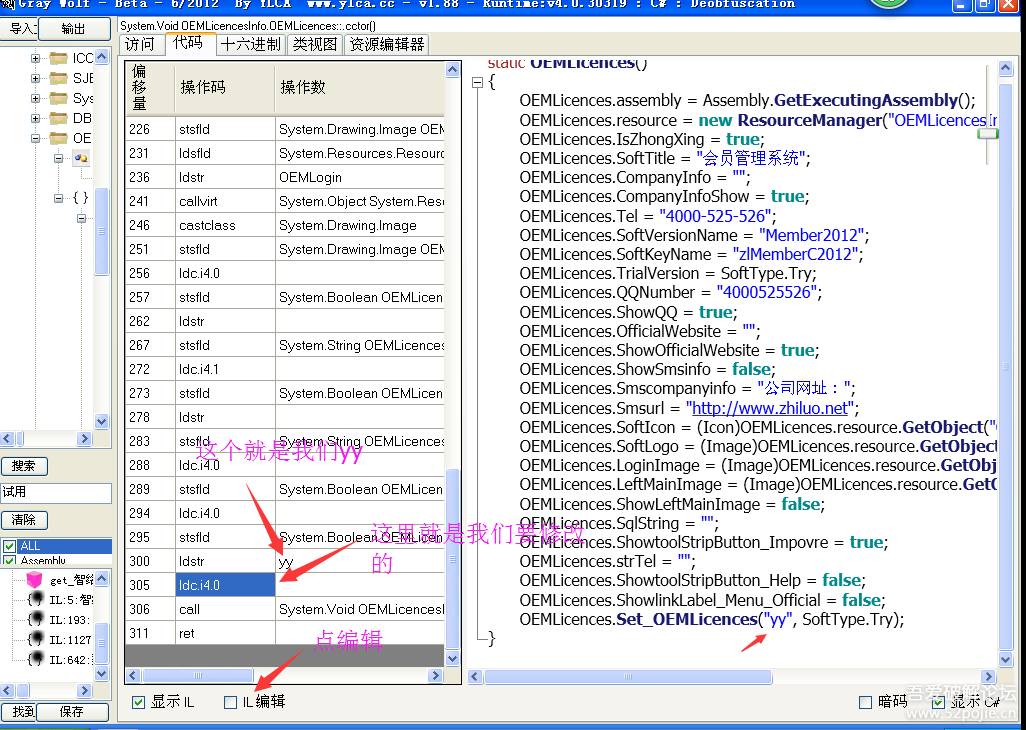 Gray Wolf - Beta - 6/2012 By YLCA www.ylca.cc - v1.88 - Runtime:v4.0.30319 : C# : Deobfuscation
导入
输出
System.Void OEMLicencesInfo.OEMLicences::.cctor()
访问
代码
十六进制
类视图
资源编辑器
ICO
SJE
Sys
DB
OE
{ }
搜索
试用
清除
ALL
Assembly
get_智络
IL:5:智
IL:193:
IL:1127
IL:642:
找到
保存
偏移量 操作码 操作数
226 stsfld System.Drawing.Image OEM
231 ldsfld System.Resources.Resourc
236 ldstr OEMLogin
241 callvirt System.Object System.Res
246 castclass System.Drawing.Image
251 stsfld System.Drawing.Image OEM
256 ldc.i4.0
257 stsfld System.Boolean OEMLicen
262 ldstr
267 stsfld System.String OEMLicences
272 ldc.i4.1
273 stsfld System.Boolean OEMLicen
278 ldstr
283 stsfld System.String OEMLicences
288 ldc.i4.0
289 stsfld System.Boolean OEMLicen
294 ldc.i4.0
295 stsfld System.Boolean OEMLicen
300 ldstr yy
305 ldc.i4.0
306 call System.Void OEMLicencesI
311 ret
这个就是我们yy
这里就是我们要修改
的
点编辑
显示 IL
IL编辑
static OEMLicences()
{
OEMLicences.assembly = Assembly.GetExecutingAssembly();
OEMLicences.resource = new ResourceManager("OEMLicencesIn
OEMLicences.IsZhongXing = true;
OEMLicences.SoftTitle = "会员管理系统";
OEMLicences.CompanyInfo = "";
OEMLicences.CompanyInfoShow = true;
OEMLicences.Tel = "4000-525-526";
OEMLicences.SoftVersionName = "Member2012";
OEMLicences.SoftKeyName = "zlMemberC2012";
OEMLicences.TrialVersion = SoftType.Try;
OEMLicences.QQNumber = "4000525526";
OEMLicences.ShowQQ = true;
OEMLicences.OfficialWebsite = "";
OEMLicences.ShowOfficialWebsite = true;
OEMLicences.ShowSmsinfo = false;
OEMLicences.Smscompanyinfo = "公司网址：";
OEMLicences.Smsurl = "http://www.zhiluo.net";
OEMLicences.SoftIcon = (Icon)OEMLicences.resource.GetObject("
OEMLicences.SoftLogo = (Image)OEMLicences.resource.GetObject
OEMLicences.LoginImage = (Image)OEMLicences.resource.GetObj
OEMLicences.LeftMainImage = (Image)OEMLicences.resource.GetO
OEMLicences.ShowLeftMainImage = false;
OEMLicences.SqlString = "";
OEMLicences.ShowtoolStripButton_Impovre = true;
OEMLicences.strTel = "";
OEMLicences.ShowtoolStripButton_Help = false;
OEMLicences.ShowlinkLabel_Menu_Official = false;
OEMLicences.Set_OEMLicences("yy", SoftType.Try);
}
暗码
显示 C#
吾爱破解论坛
www.52pojie.cn